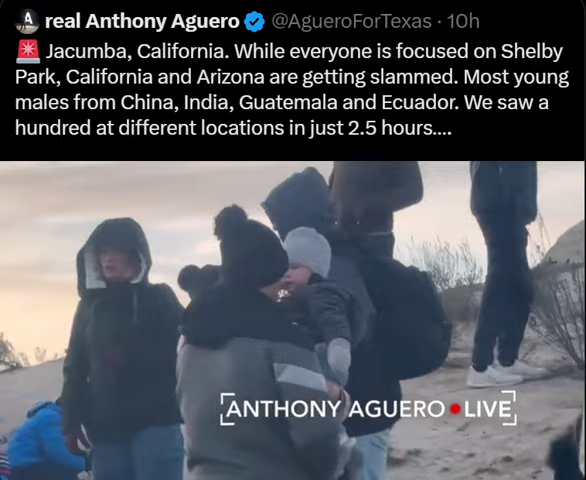 real Anthony Aguero @AgueroForTexas · 10h
🚨 Jacumba, California. While everyone is focused on Shelby
Park, California and Arizona are getting slammed. Most young
males from China, India, Guatemala and Ecuador. We saw a
hundred at different locations in just 2.5 hours....
ANTHONY AGUERO • LIVE